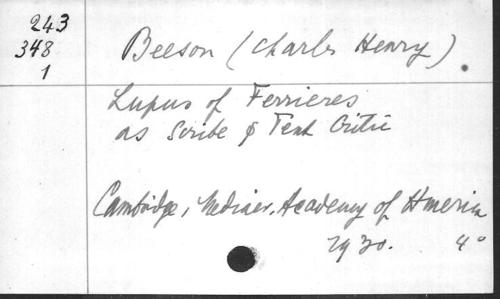 243
348
1
Beeson (Charles Henry).
Lupus of Ferrieres
as Scribe & Text Critic
Cambridge, Mediaev. Academy of America
1930. 4°